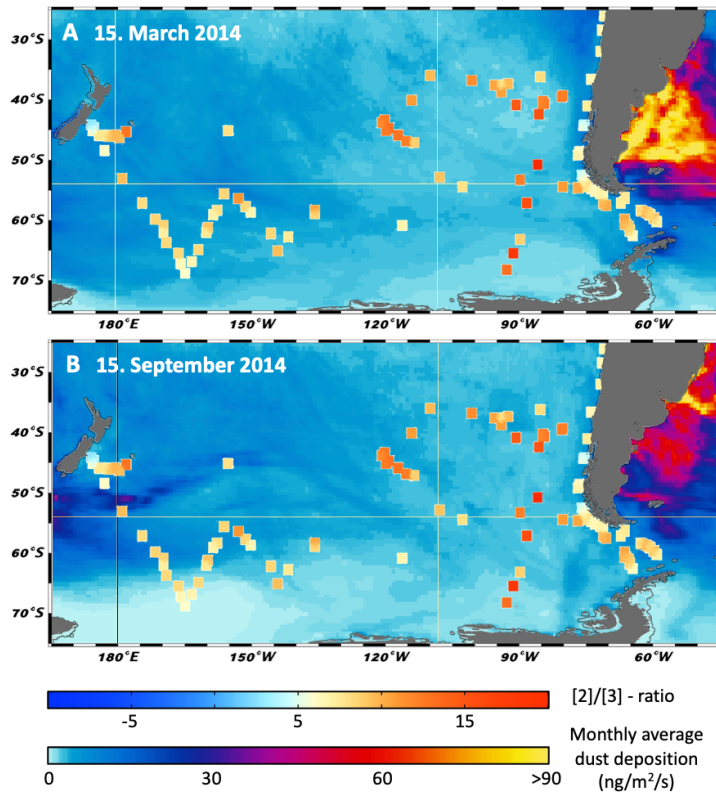 A 15. March 2014
30°S
40°S
50°S
60°S
70°S
180°E 150°W 120°W 90°W 60°W
B 15. September 2014
30°S
40°S
50°S
60°S
70°S
180°E 150°W 120°W 90°W 60°W
[2]/[3] - ratio
-5 5 15
Monthly average
dust deposition
(ng/m²/s)
0 30 60 >90